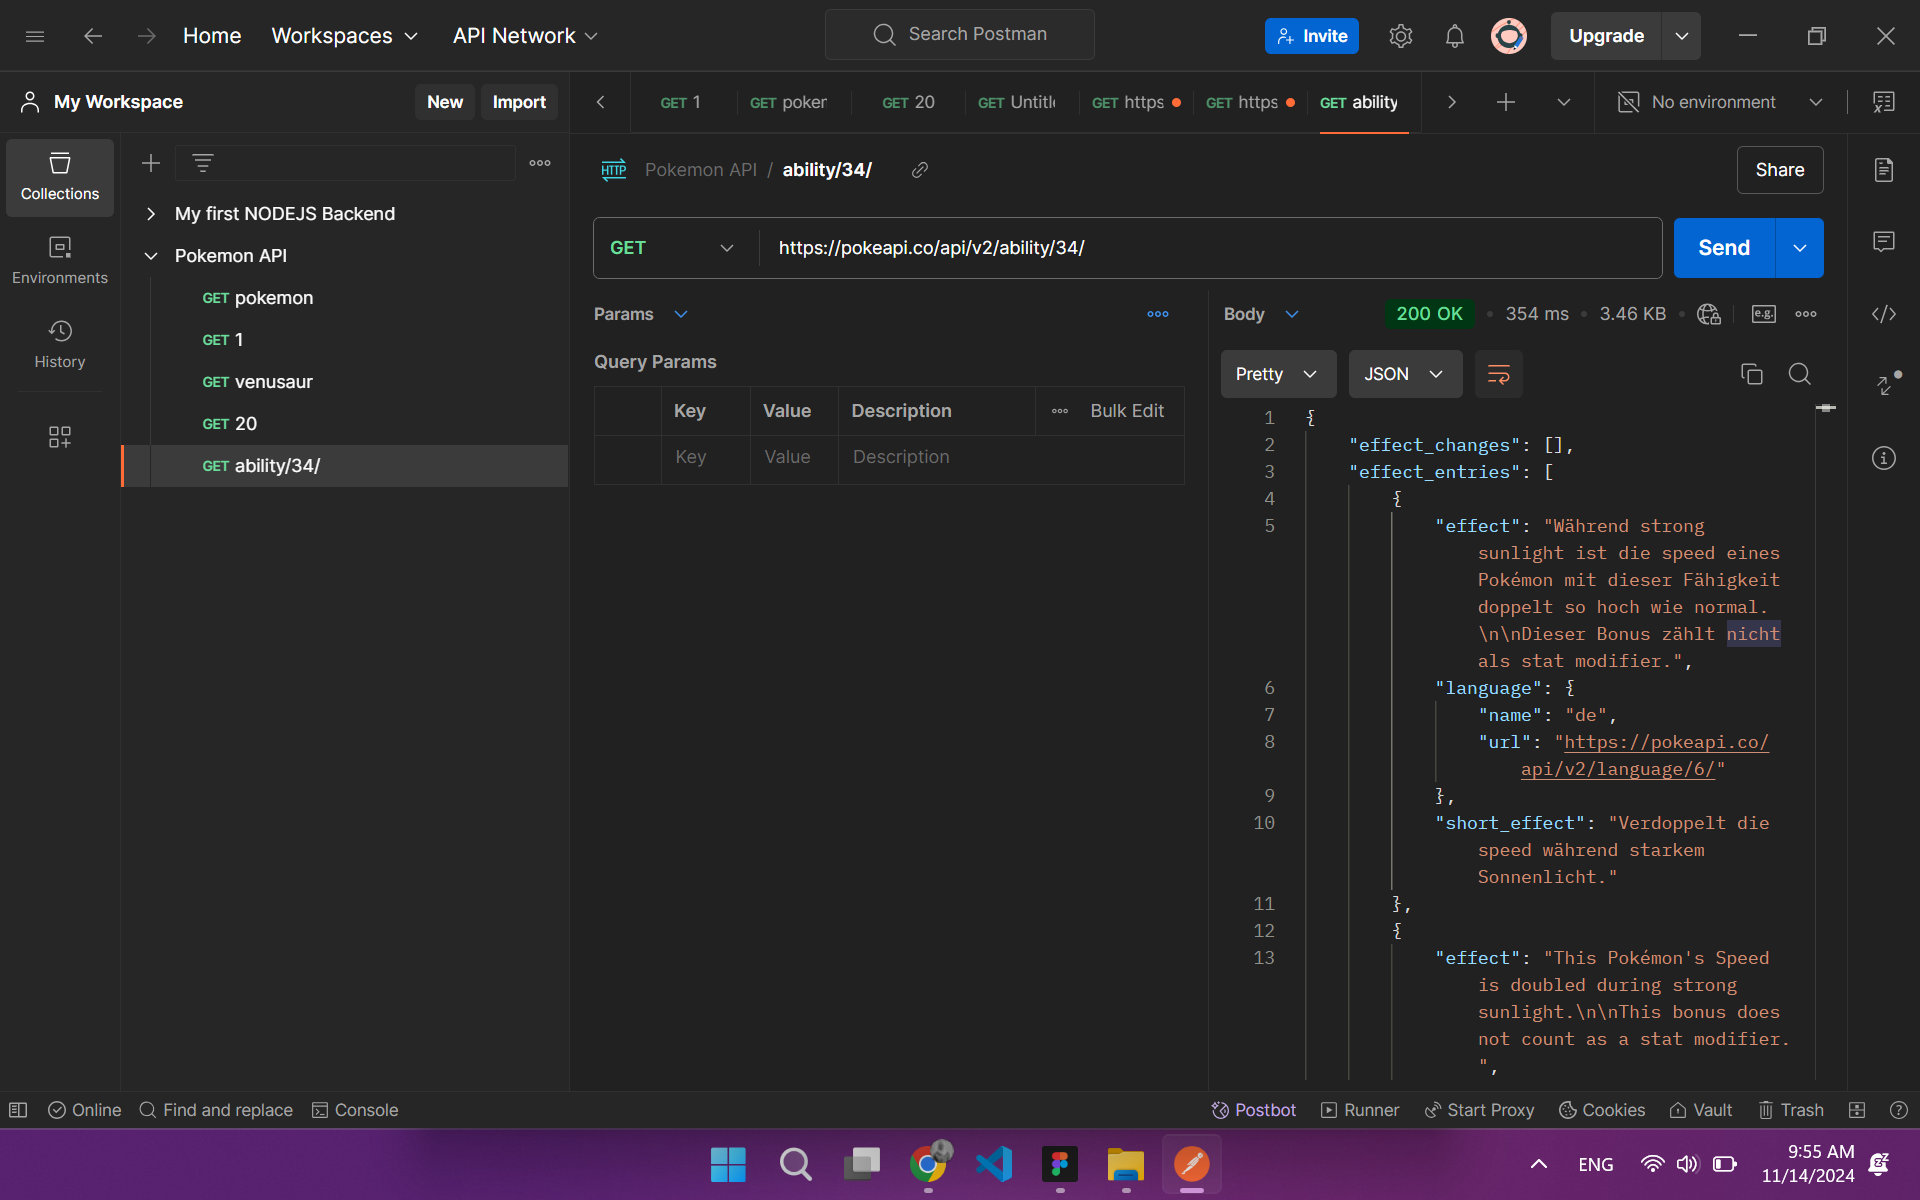 Home Workspaces API Network Search Postman Invite Upgrade
My Workspace New Import
GET 1 GET poker GET 20 GET Untitl GET https GET https GET ability No environment
Collections
Environments
History
My first NODEJS Backend
Pokemon API
GET pokemon
GET 1
GET venusaur
GET 20
GET ability/34/
HTTP Pokemon API / ability/34/ Share
GET https://pokeapi.co/api/v2/ability/34/ Send
Params
Query Params
Key Value Description Bulk Edit
Key Value Description
Body 200 OK 354 ms 3.46 KB e.g.
Pretty JSON
1 {
2 "effect_changes": [],
3 "effect_entries": [
4 {
5 "effect": "Während strong
sunlight ist die speed eines
Pokémon mit dieser Fähigkeit
doppelt so hoch wie normal.
\n\nDieser Bonus zählt nicht
als stat modifier.",
6 "language": {
7 "name": "de",
8 "url": "https://pokeapi.co/
api/v2/language/6/"
9 },
10 "short_effect": "Verdoppelt die
speed während starkem
Sonnenlicht."
11 },
12 {
13 "effect": "This Pokémon's Speed
is doubled during strong
sunlight.\n\nThis bonus does
not count as a stat modifier.
",
Online Find and replace Console Postbot Runner Start Proxy Cookies Vault Trash
ENG
9:55 AM
11/14/2024